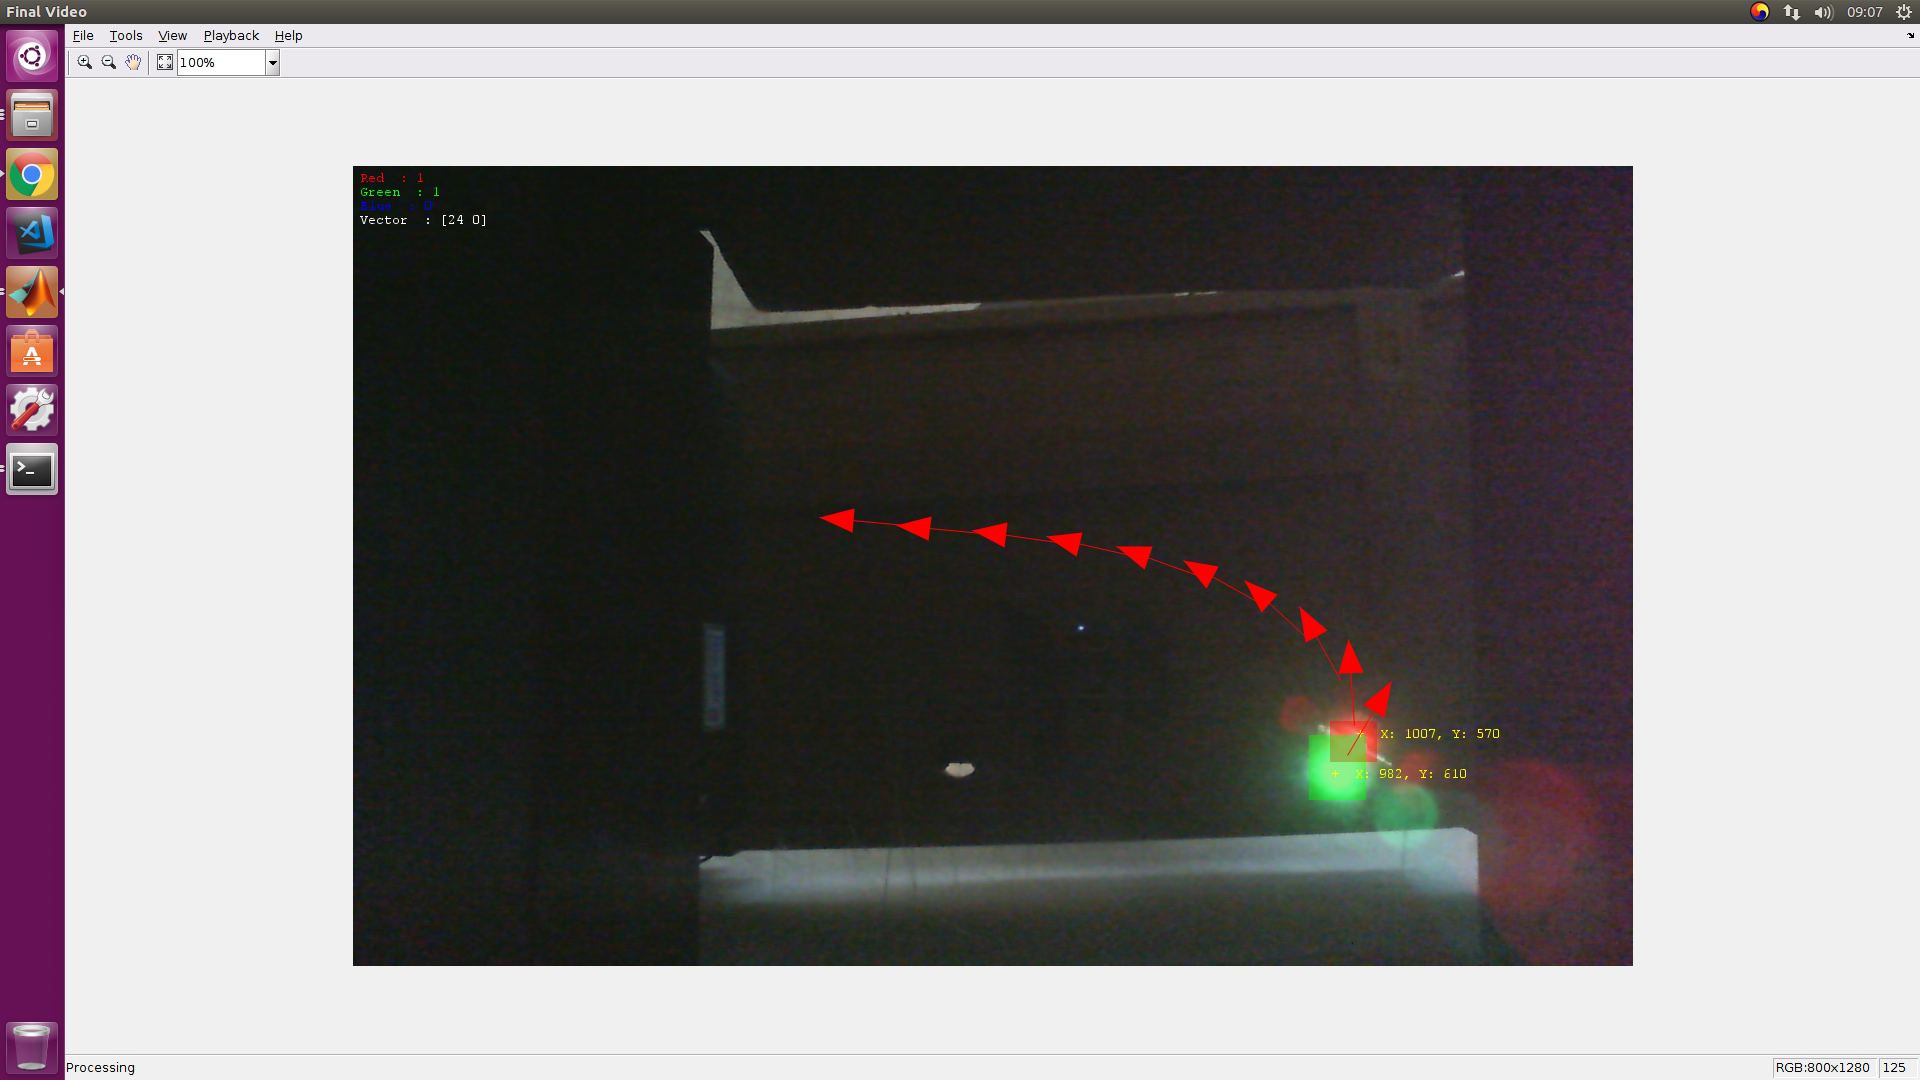 Final Video
09:07
File Tools View Playback Help
100%
Red : 1
Green : 1
Blue : 0
Vector : [24 0]
X: 1007, Y: 570
X: 982, Y: 610
Processing
RGB:800x1280 125